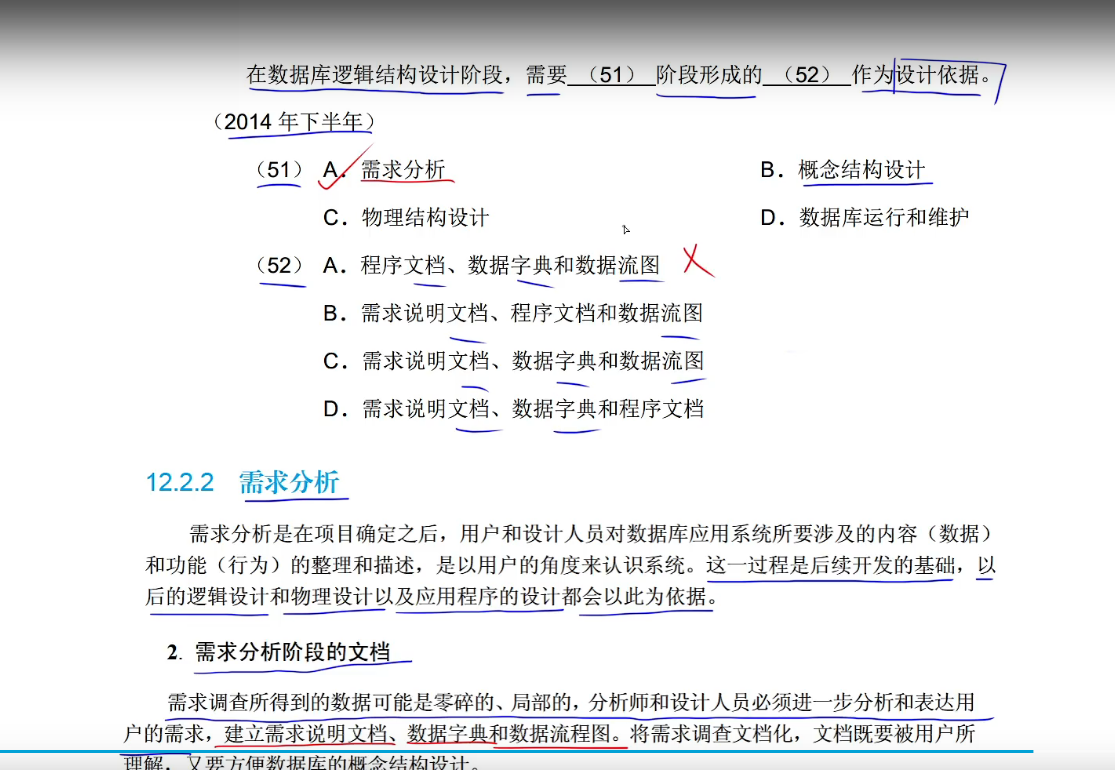 在数据库逻辑结构设计阶段，需要 （51） 阶段形成的 （52） 作为设计依据。
（2014 年下半年）
（51） A．需求分析 B．概念结构设计
C．物理结构设计 D．数据库运行和维护
（52） A．程序文档、数据字典和数据流图
B．需求说明文档、程序文档和数据流图
C．需求说明文档、数据字典和数据流图
D．需求说明文档、数据字典和程序文档
12.2.2 需求分析
需求分析是在项目确定之后，用户和设计人员对数据库应用系统所要涉及的内容（数据）
和功能（行为）的整理和描述，是以用户的角度来认识系统。这一过程是后续开发的基础，以
后的逻辑设计和物理设计以及应用程序的设计都会以此为依据。
2. 需求分析阶段的文档
需求调查所得到的数据可能是零碎的、局部的，分析师和设计人员必须进一步分析和表达用
户的需求，建立需求说明文档、数据字典和数据流程图。将需求调查文档化，文档既要被用户所
理解，又要方便数据库的概念结构设计。